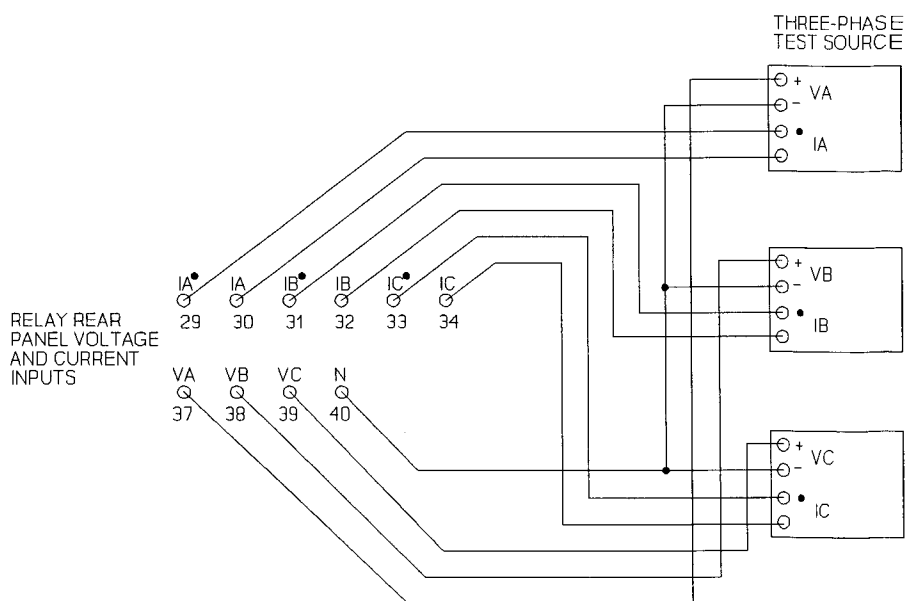 THREE-PHASE
TEST SOURCE
+ VA
-
• IA
+ VB
-
• IB
+ VC
-
• IC
IA• IA IB• IB IC• IC
29 30 31 32 33 34
RELAY REAR
PANEL VOLTAGE
AND CURRENT
INPUTS
VA VB VC N
37 38 39 40